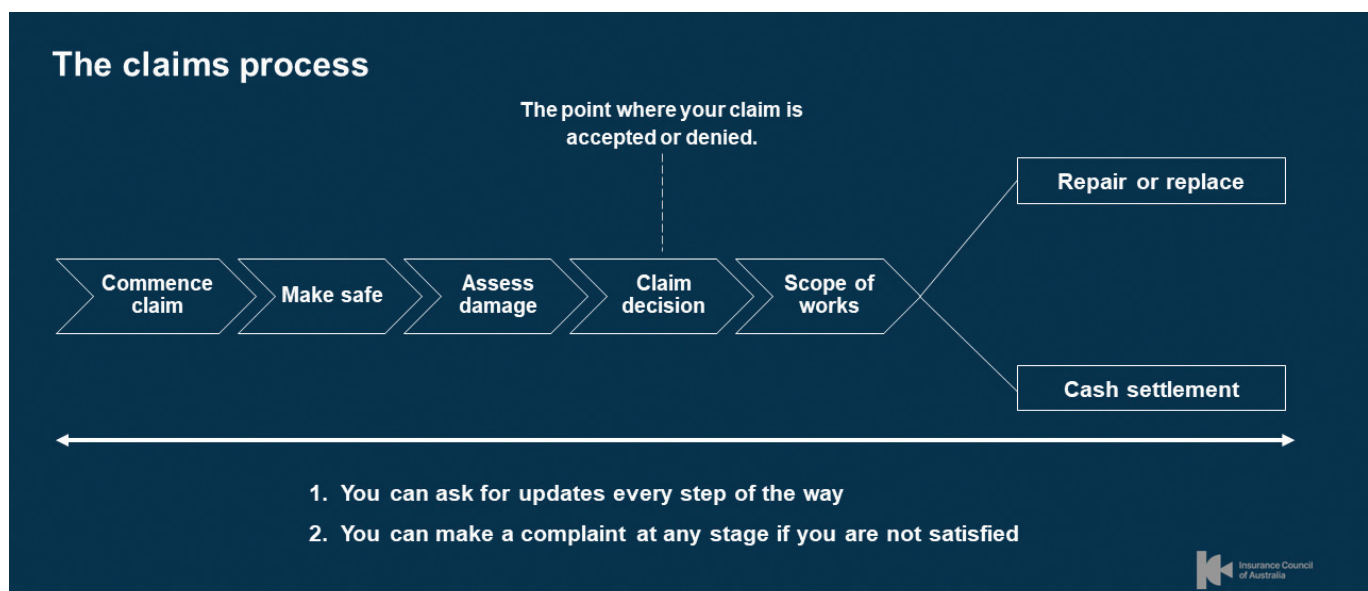 The claims process
The point where your claim is
accepted or denied.
Commence
claim
Make safe
Assess
damage
Claim
decision
Scope of
works
Repair or replace
Cash settlement
1. You can ask for updates every step of the way
2. You can make a complaint at any stage if you are not satisfied
Insurance Council
of Australia